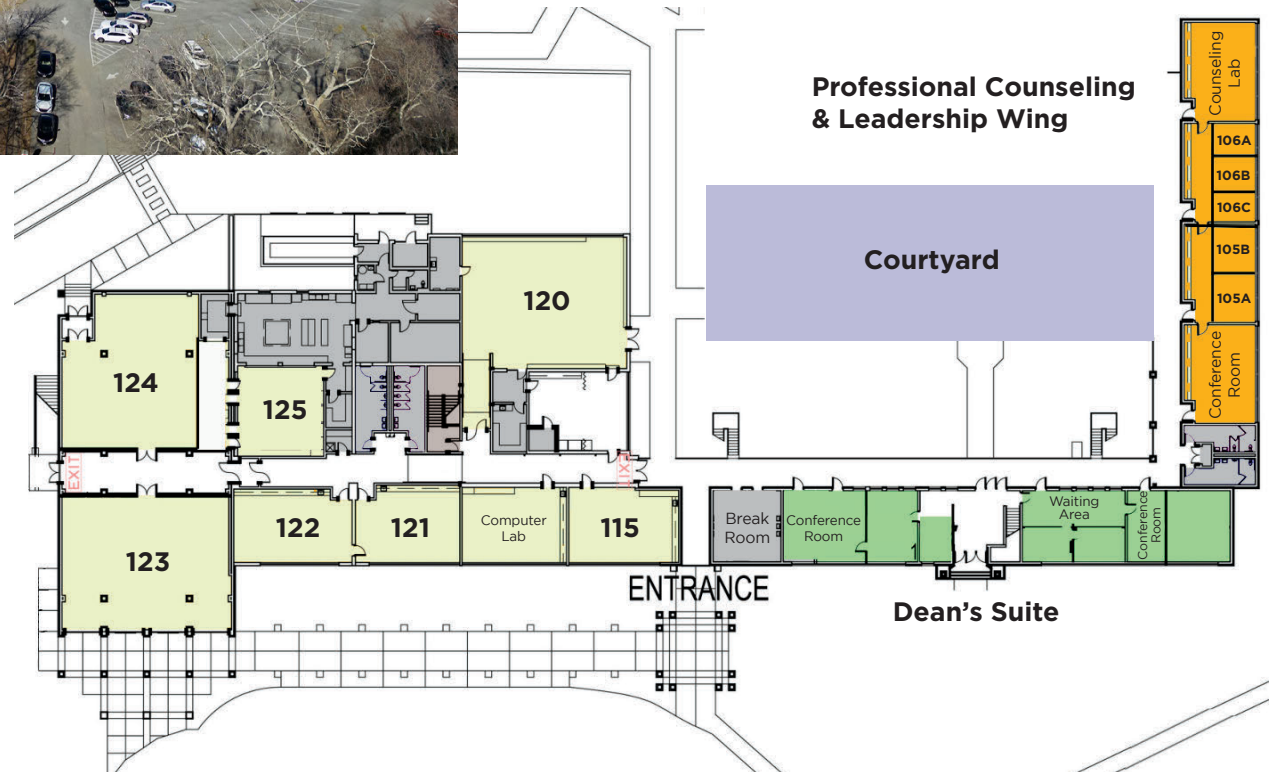 Professional Counseling
& Leadership Wing
Counseling
Lab
106A
106B
106C
105B
105A
Conference
Room
Courtyard
120
124
125
EXIT
EXIT
123
122
121
Computer
Lab
115
Break
Room
Conference
Room
Waiting
Area
Conference
Room
ENTRANCE
Dean's Suite